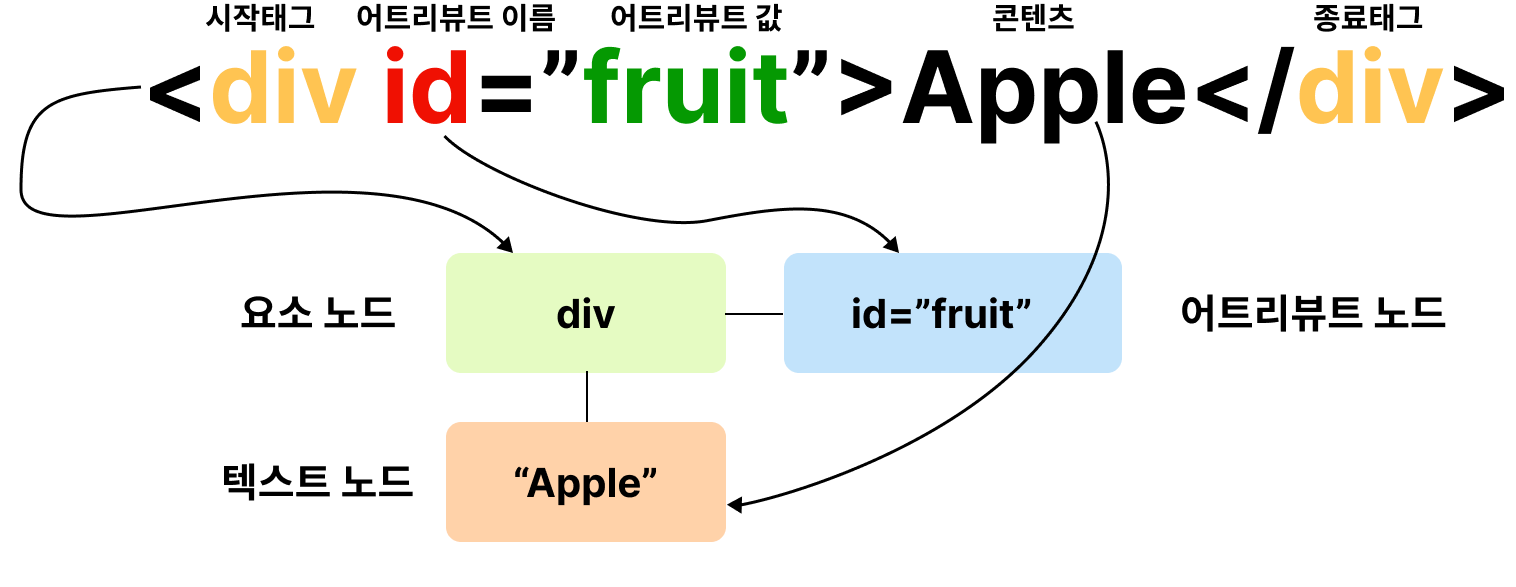 시작태그 어트리뷰트 이름 어트리뷰트 값 콘텐츠 종료태그
<div id=”fruit”>Apple</div>
요소 노드 div id=”fruit” 어트리뷰트 노드
텍스트 노드 “Apple”